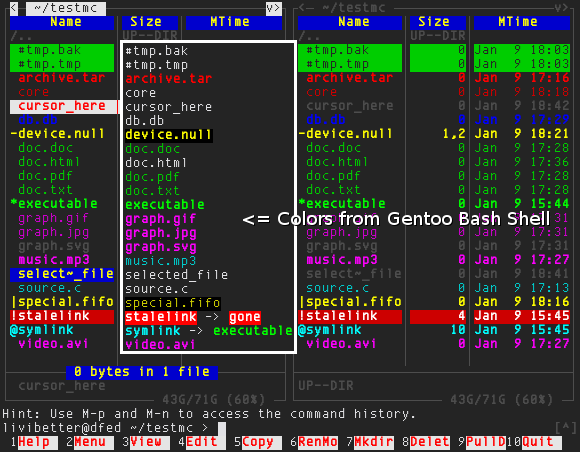 <─ ~/testmc v> <─ ~/testmc v>
Name Size MTime Name Size MTime
/.. UP--DIR /.. UP--DIR
#tmp.bak #tmp.bak #tmp.bak 0 Jan 9 18:03
#tmp.tmp #tmp.tmp #tmp.tmp 0 Jan 9 18:03
archive.tar archive.tar archive.tar 0 Jan 9 17:16
core core core 0 Jan 9 18:18
cursor_here cursor_here cursor_here 0 Jan 9 18:42
db.db db.db db.db 0 Jan 9 17:29
-device.null device.null -device.null 1,2 Jan 9 18:21
doc.doc doc.doc doc.doc 0 Jan 9 17:28
doc.html doc.html doc.html 0 Jan 9 17:36
doc.pdf doc.pdf doc.pdf 0 Jan 9 17:28
doc.txt doc.txt doc.txt 0 Jan 9 17:28
*executable executable *executable 0 Jan 9 15:44
graph.gif graph.gif graph.gif 0 Jan 9 17:31
graph.jpg graph.jpg graph.jpg 0 Jan 9 17:31
<= Colors from Gentoo Bash Shell
graph.svg graph.svg graph.svg 0 Jan 9 17:31
music.mp3 music.mp3 music.mp3 0 Jan 9 17:27
select~_file selected_file select~_file 0 Jan 9 18:41
source.c source.c source.c 0 Jan 9 17:13
|special.fifo special.fifo |special.fifo 0 Jan 9 18:16
!stalelink stalelink -> gone !stalelink 4 Jan 9 15:45
@symlink symlink -> executable @symlink 10 Jan 9 15:45
video.avi video.avi video.avi 0 Jan 9 17:27
0 bytes in 1 file
cursor_here UP--DIR
43G/71G (60%) 43G/71G (60%)
Hint: Use M-p and M-n to access the command history.
livibetter@dfed ~/testmc > [^]
1Help 2Menu 3View 4Edit 5Copy 6RenMo 7Mkdir 8Delet 9PullD 10Quit